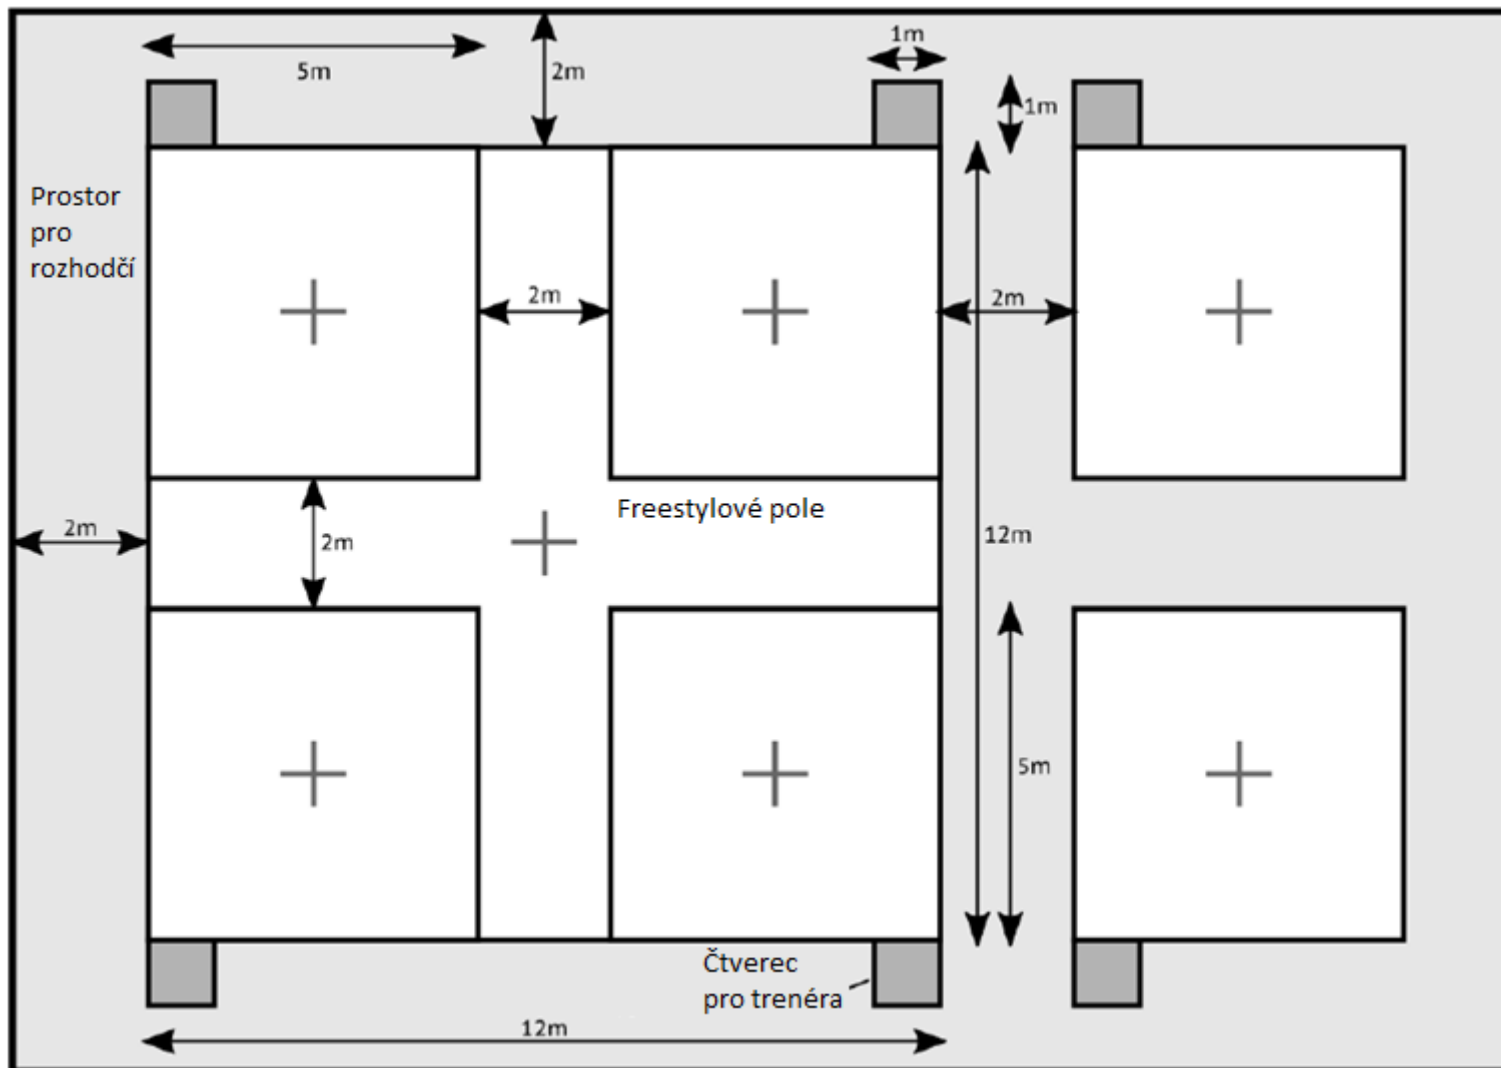 5m
2m
1m
1m
Prostor
pro
rozhodčí
2m
2m
Freestylové pole
2m
2m
12m
5m
Čtverec
pro trenéra
12m